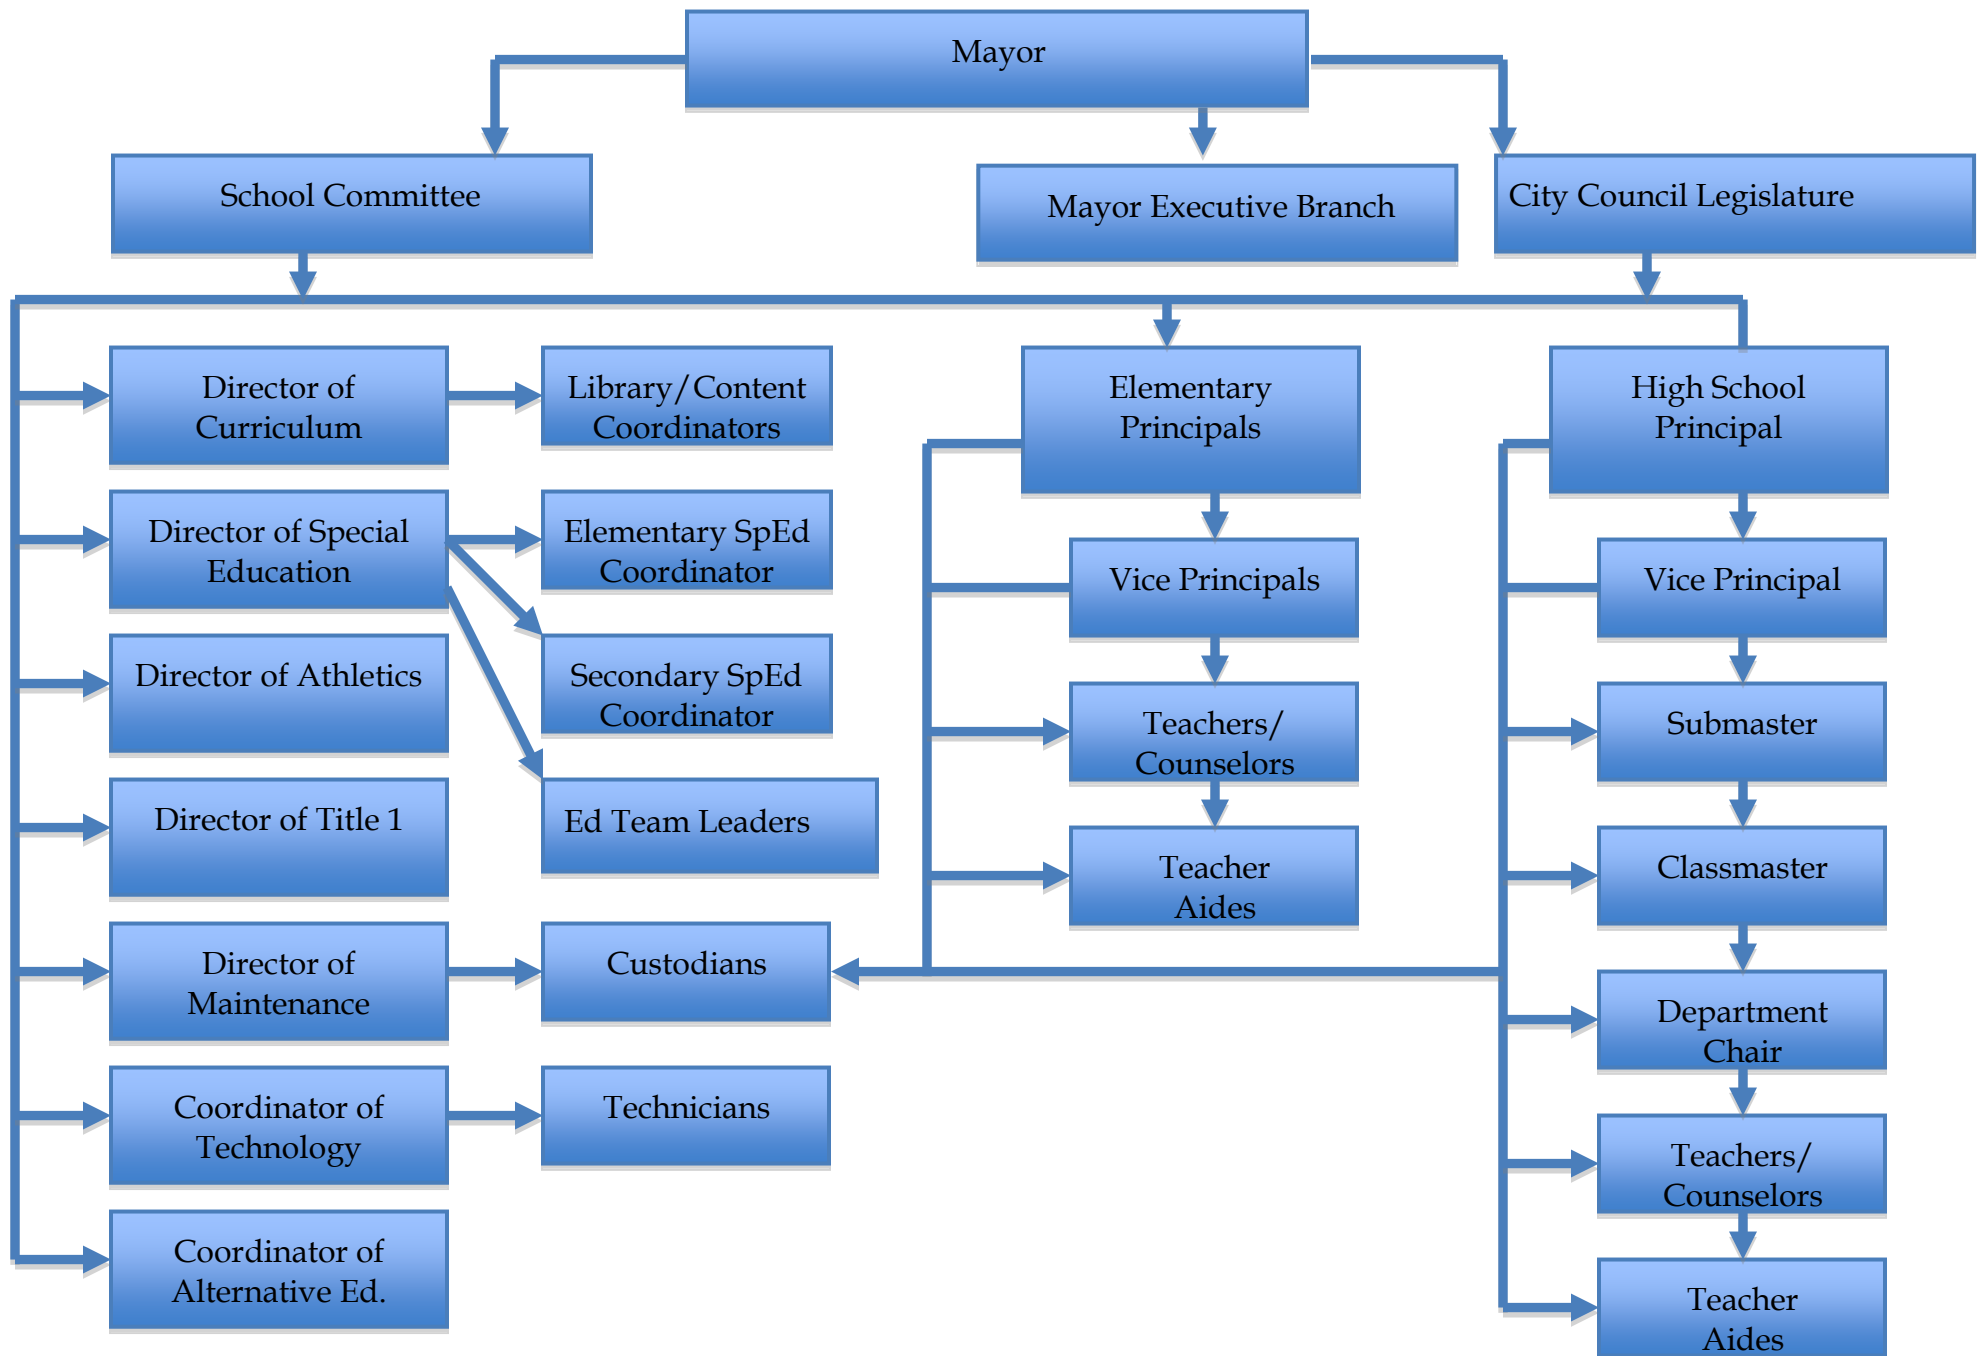 Mayor
School Committee
Mayor Executive Branch
City Council Legislature
Director of
Curriculum
Library/Content
Coordinators
Elementary
Principals
High School
Principal
Director of Special
Education
Elementary SpEd
Coordinator
Vice Principals
Vice Principal
Director of Athletics
Secondary SpEd
Coordinator
Teachers/
Counselors
Submaster
Director of Title 1
Ed Team Leaders
Teacher
Aides
Classmaster
Director of
Maintenance
Custodians
Department
Chair
Coordinator of
Technology
Technicians
Teachers/
Counselors
Coordinator of
Alternative Ed.
Teacher
Aides